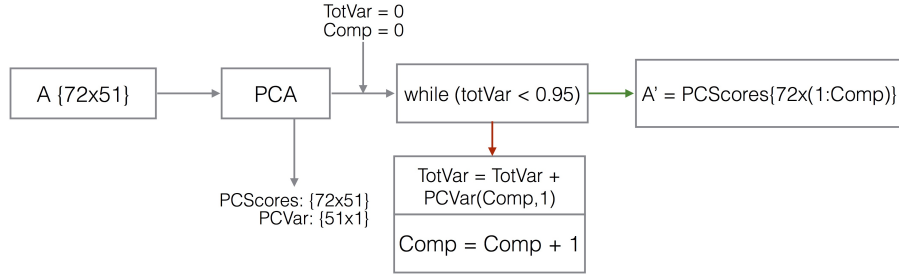 TotVar = 0
Comp = 0
A {72x51}
PCA
while (totVar < 0.95)
A’ = PCScores{72x(1:Comp)}
PCScores: {72x51}
PCVar: {51x1}
TotVar = TotVar +
PCVar(Comp,1)
Comp = Comp + 1